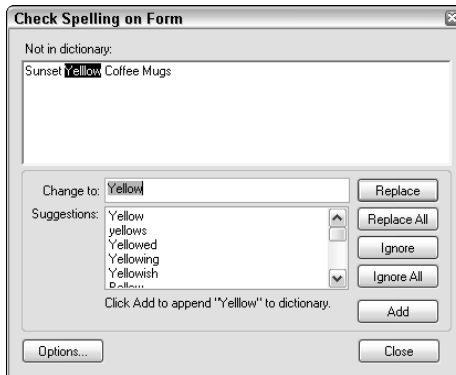 Check Spelling on Form
Not in dictionary:
Sunset Yelllow Coffee Mugs
Change to: Yellow Replace
Suggestions: Yellow Replace All
yellows
Yellowed Ignore
Yellowing
Yellowish Ignore All
Bellow
Click Add to append "Yelllow" to dictionary. Add
Options... Close